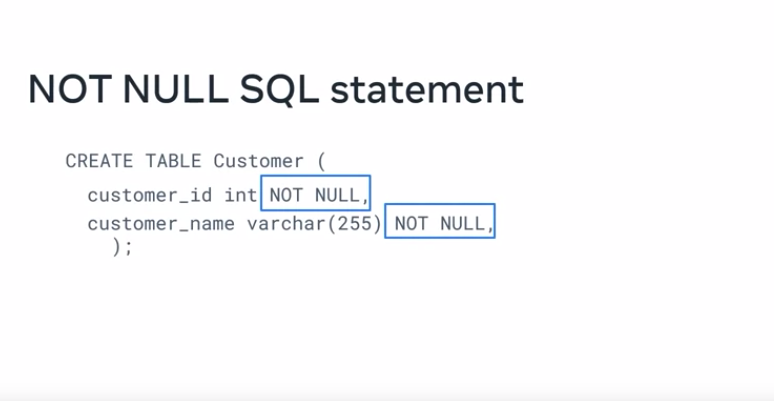 NOT NULL SQL statement
CREATE TABLE Customer (
customer_id int NOT NULL,
customer_name varchar(255) NOT NULL,
);